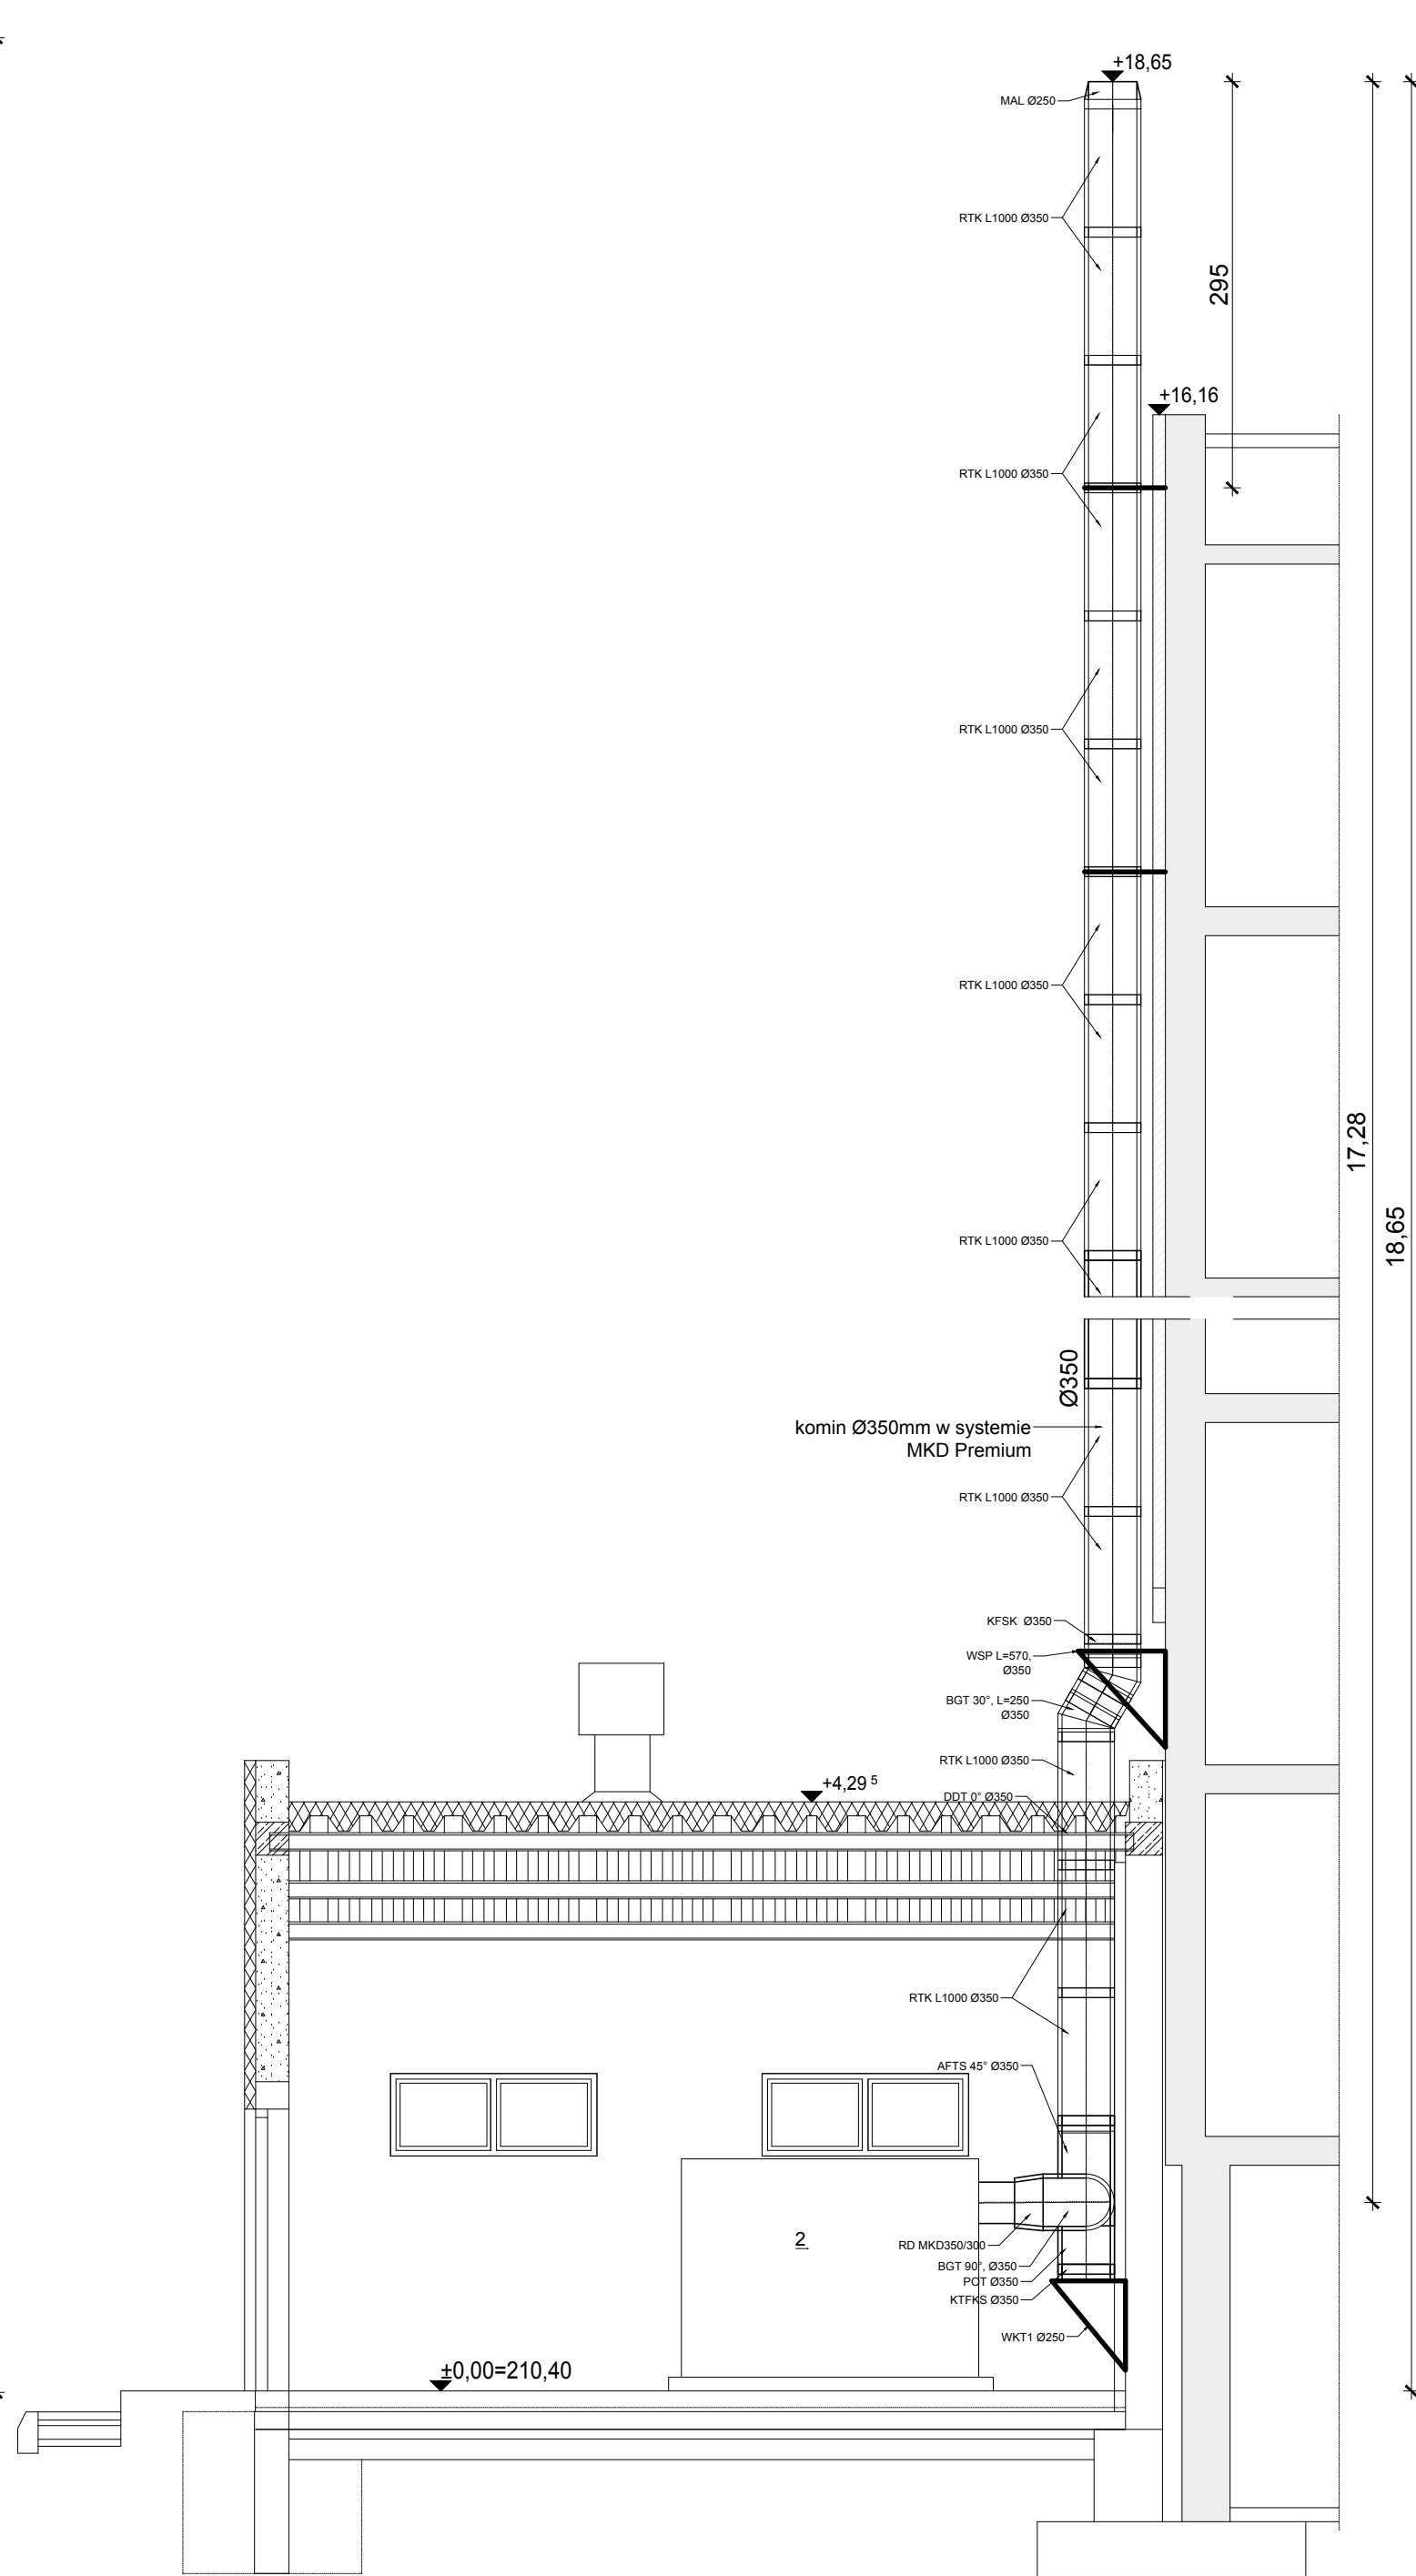 +18,65
MAL Ø250
RTK L1000 Ø350
295
+16,16
RTK L1000 Ø350
RTK L1000 Ø350
RTK L1000 Ø350
17,28
18,65
RTK L1000 Ø350
Ø350
komin Ø350mm w systemie
MKD Premium
RTK L1000 Ø350
KFSK Ø350
WSP L=570,
Ø350
BGT 30°, L=250
Ø350
RTK L1000 Ø350
+4,29 5
DDT 0° Ø350
RTK L1000 Ø350
AFTS 45° Ø350
2
RD MKD350/300
BGT 90°, Ø350
POT Ø350
KTFKS Ø350
WKT1 Ø250
±0,00=210,40